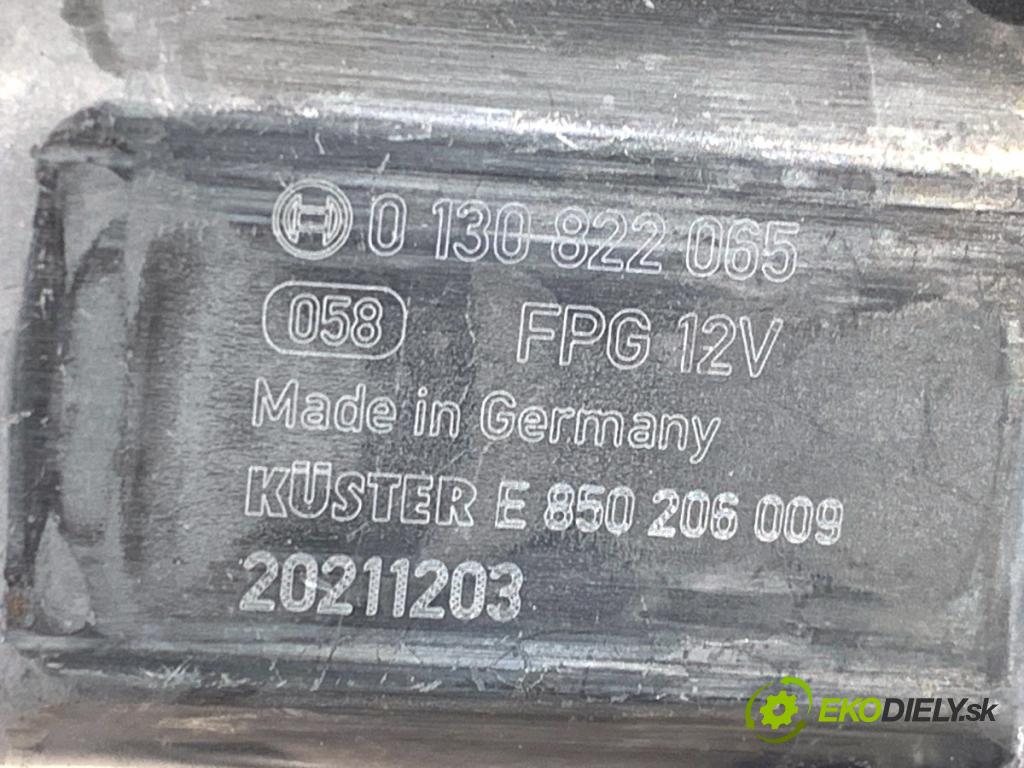 0 130 822 065
058 FPG 12V
Made in Germany
KÜSTER E 850 206 009
20211203
EKODIELY.sk